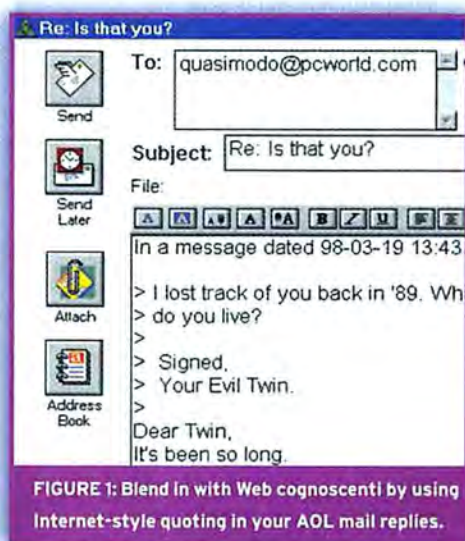 Re: Is that you?
Send
To: quasimodo@pcworld.com
Send Later
Subject: Re: Is that you?
File:
A A A A A B I U
Attach
In a message dated 98-03-19 13:43
> I lost track of you back in '89.
> do you live?
>
> Signed,
> Your Evil Twin.
>
Address Book
Dear Twin,
It's been so long.
FIGURE 1: Blend in with Web cognoscenti by using
Internet-style quoting in your AOL mail replies.